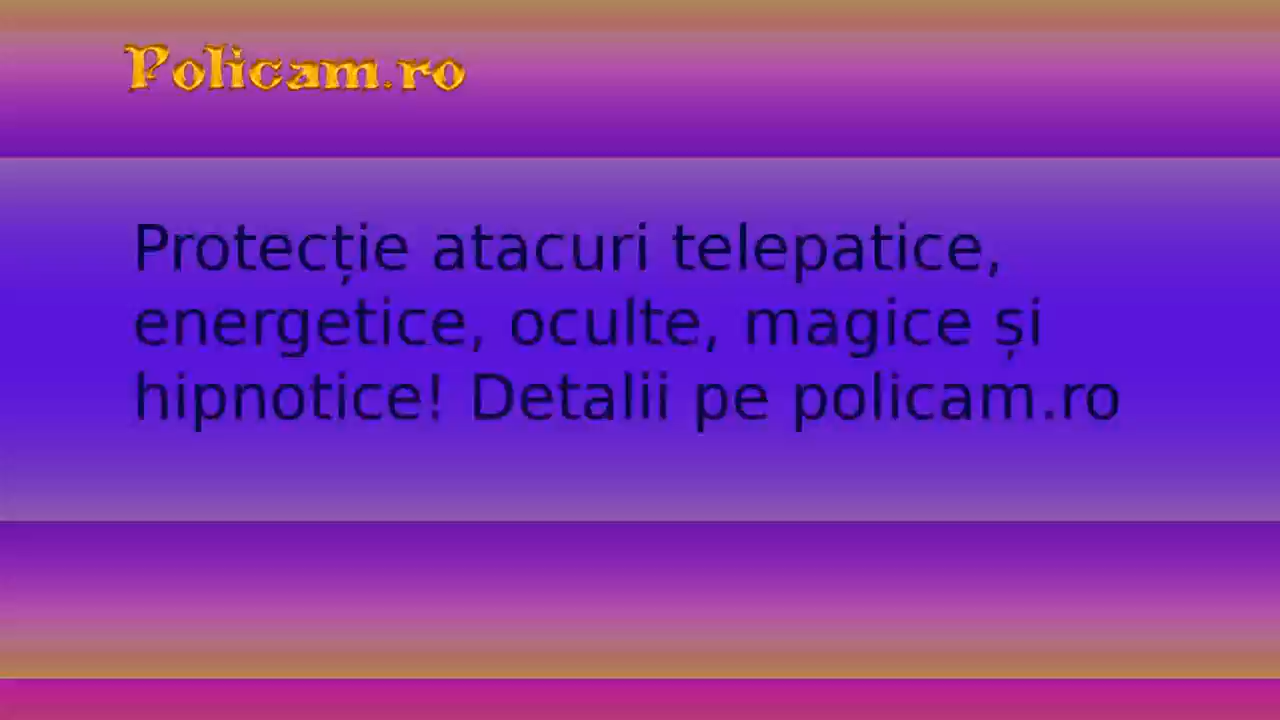 Policam.ro
Protecție atacuri telepatice,
energetice, oculte, magice și
hipnotice! Detalii pe policam.ro